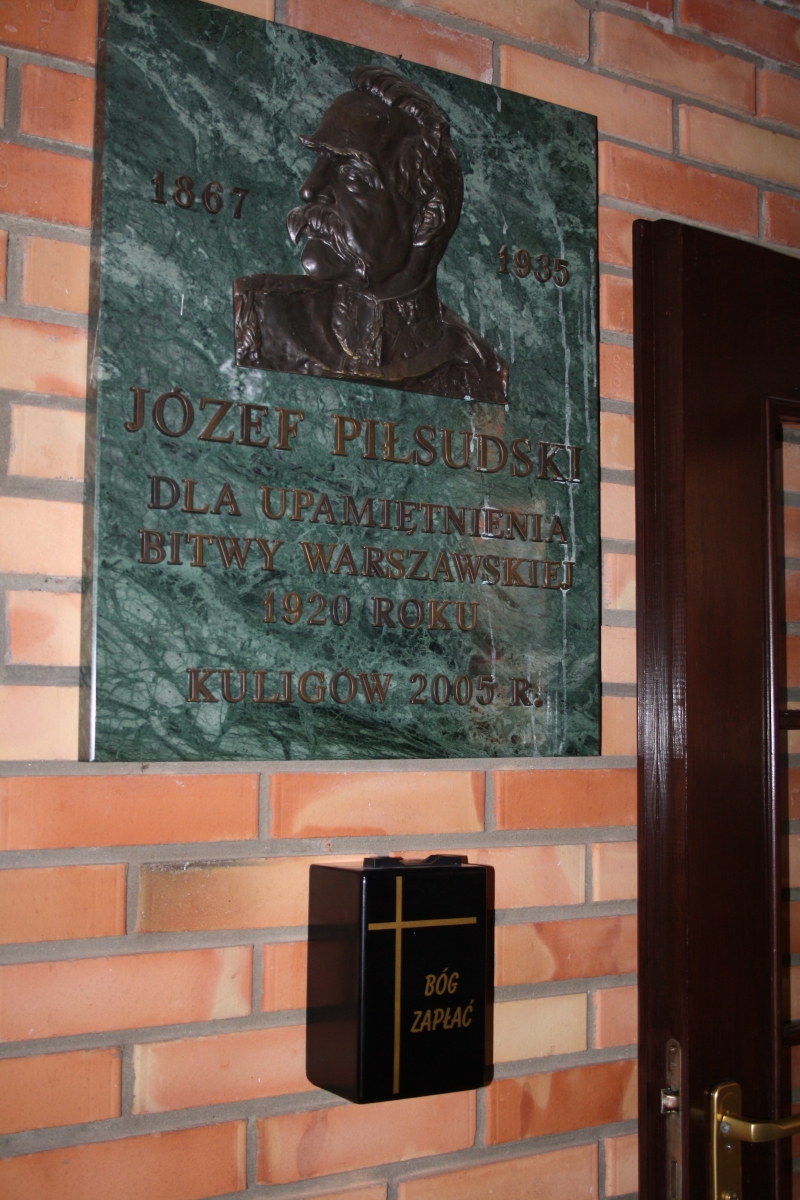 1867
1935
JÓZEF PIŁSUDSKI
DLA UPAMIĘTNIENIA
BITWY WARSZAWSKIEJ
1920 ROKU
KULIGÓW 2005 R.
BÓG
ZAPŁAĆ